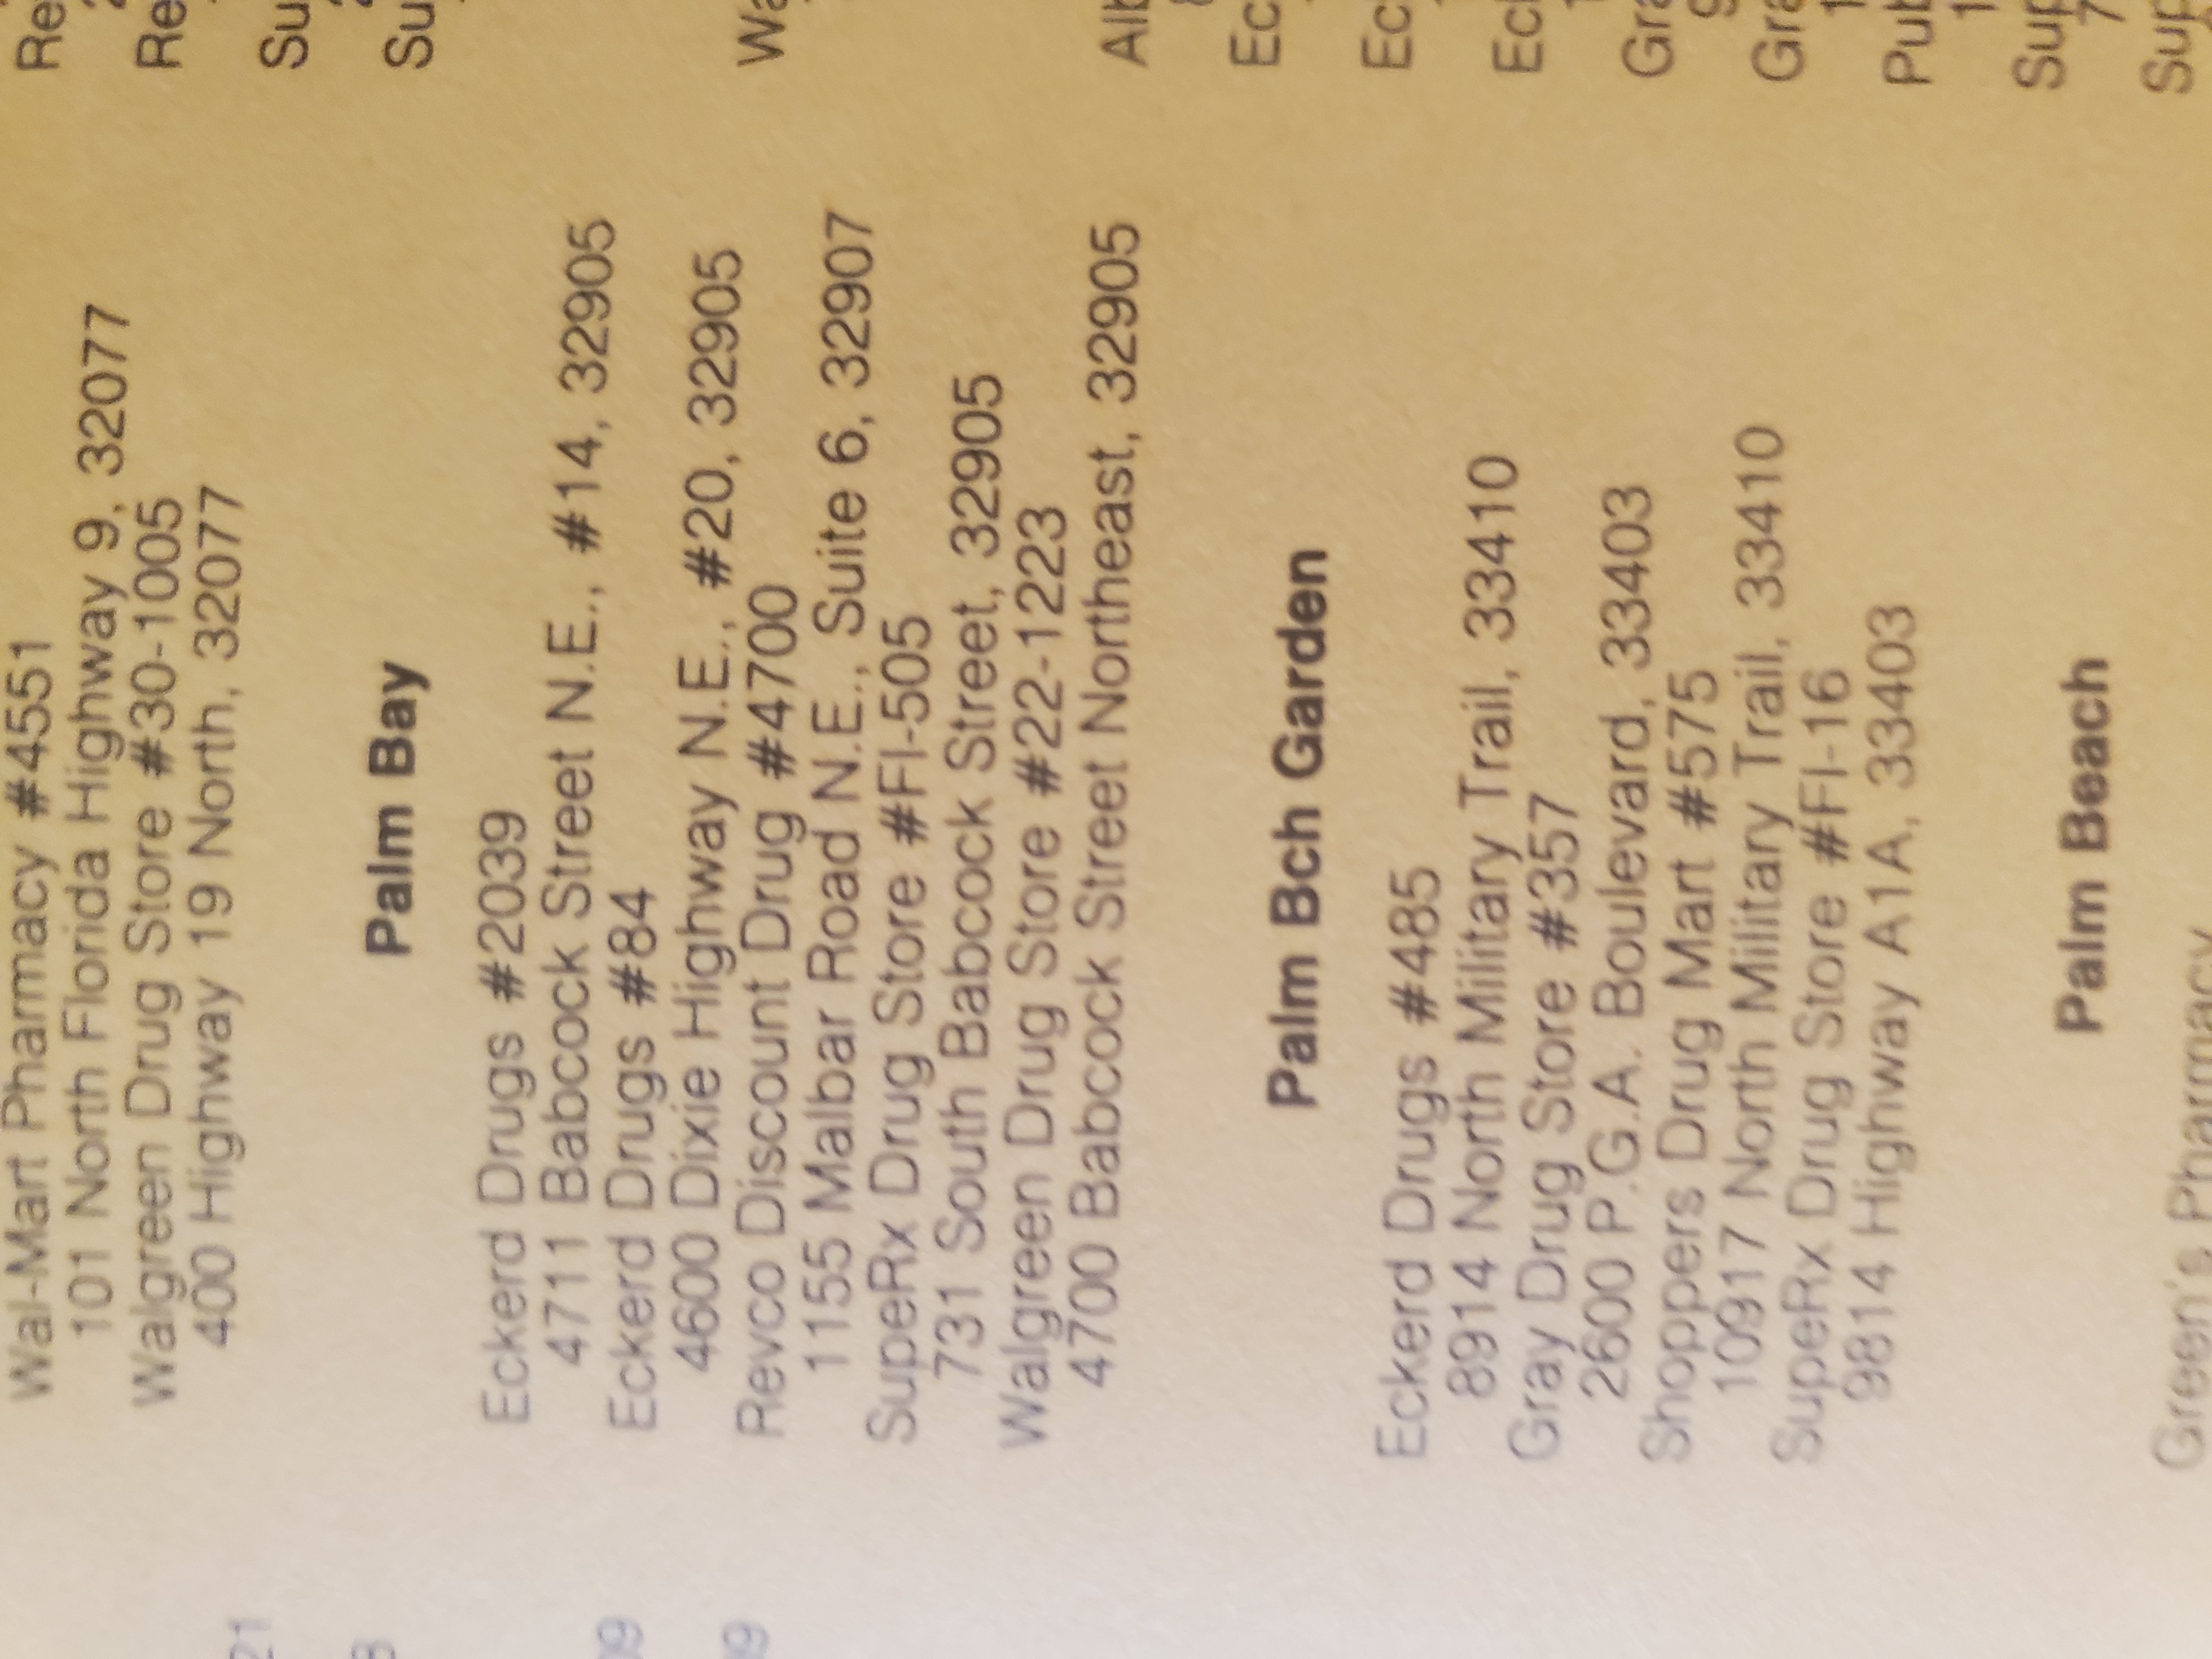 Wal-Mart Pharmacy #4551
101 North Florida Highway 9, 32077
Walgreen Drug Store #30-1005
400 Highway 19 North, 32077
Palm Bay
Eckerd Drugs #2039
4711 Babcock Street N.E., #14, 32905
Eckerd Drugs #84
4600 Dixie Highway N.E., #20, 32905
Revco Discount Drug #4700
1155 Malbar Road N.E., Suite 6, 32907
SupeRx Drug Store #Fl-505
731 South Babcock Street, 32905
Walgreen Drug Store #22-1223
4700 Babcock Street Northeast, 32905
Palm Bch Garden
Eckerd Drugs #485
8914 North Military Trail, 33410
Gray Drug Store #357
2600 P.G.A. Boulevard, 33403
Shoppers Drug Mart #575
10917 North Military Trail, 33410
SupeRx Drug Store #Fl-16
9814 Highway A1A, 33403
Palm Beach
Green's Pharmacy